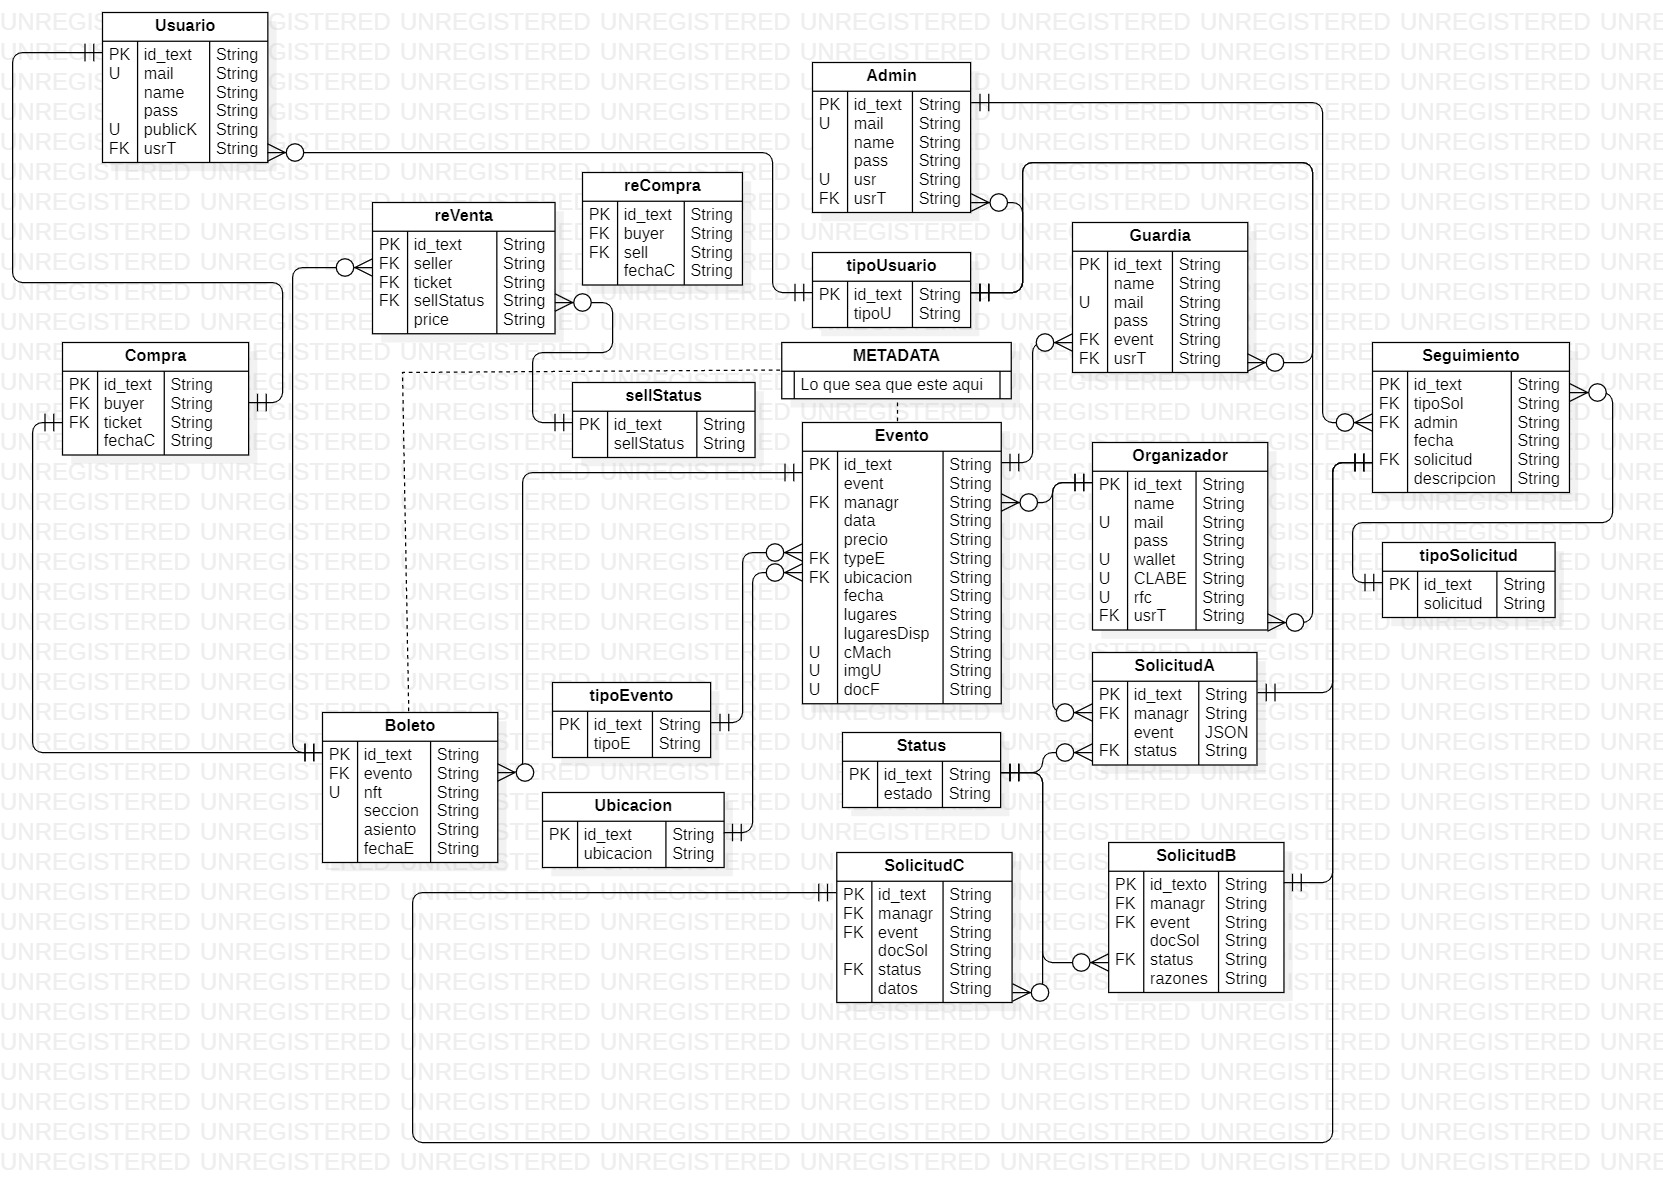 Usuario
PK id_text String
U mail String
name String
pass String
U publicK String
FK usrT String
Admin
PK id_text String
U mail String
name String
pass String
U usr String
FK usrT String
reCompra
PK id_text String
FK buyer String
FK sell String
fechaC String
reVenta
PK id_text String
FK seller String
FK ticket String
FK sellStatus String
price String
Guardia
PK id_text String
name String
U mail String
pass String
FK event String
FK usrT String
tipoUsuario
PK id_text String
tipoU String
Compra
PK id_text String
FK buyer String
FK ticket String
fechaC String
METADATA
Lo que sea que este aqui
Seguimiento
PK id_text String
FK tipoSol String
FK admin String
fecha String
FK solicitud String
descripcion String
sellStatus
PK id_text String
sellStatus String
Evento
PK id_text String
event String
FK managr String
data String
precio String
FK typeE String
FK ubicacion String
fecha String
lugares String
lugaresDisp String
U cMach String
U imgU String
U docF String
Organizador
PK id_text String
name String
U mail String
pass String
U wallet String
U CLABE String
U rfc String
FK usrT String
tipoSolicitud
PK id_text String
solicitud String
SolicitudA
PK id_text String
FK managr String
event JSON
FK status String
tipoEvento
PK id_text String
tipoE String
Boleto
PK id_text String
FK evento String
U nft String
seccion String
asiento String
fechaE String
Status
PK id_text String
estado String
Ubicacion
PK id_text String
ubicacion String
SolicitudC
PK id_text String
FK managr String
FK event String
docSol String
FK status String
datos String
SolicitudB
PK id_texto String
FK managr String
FK event String
docSol String
FK status String
razones String